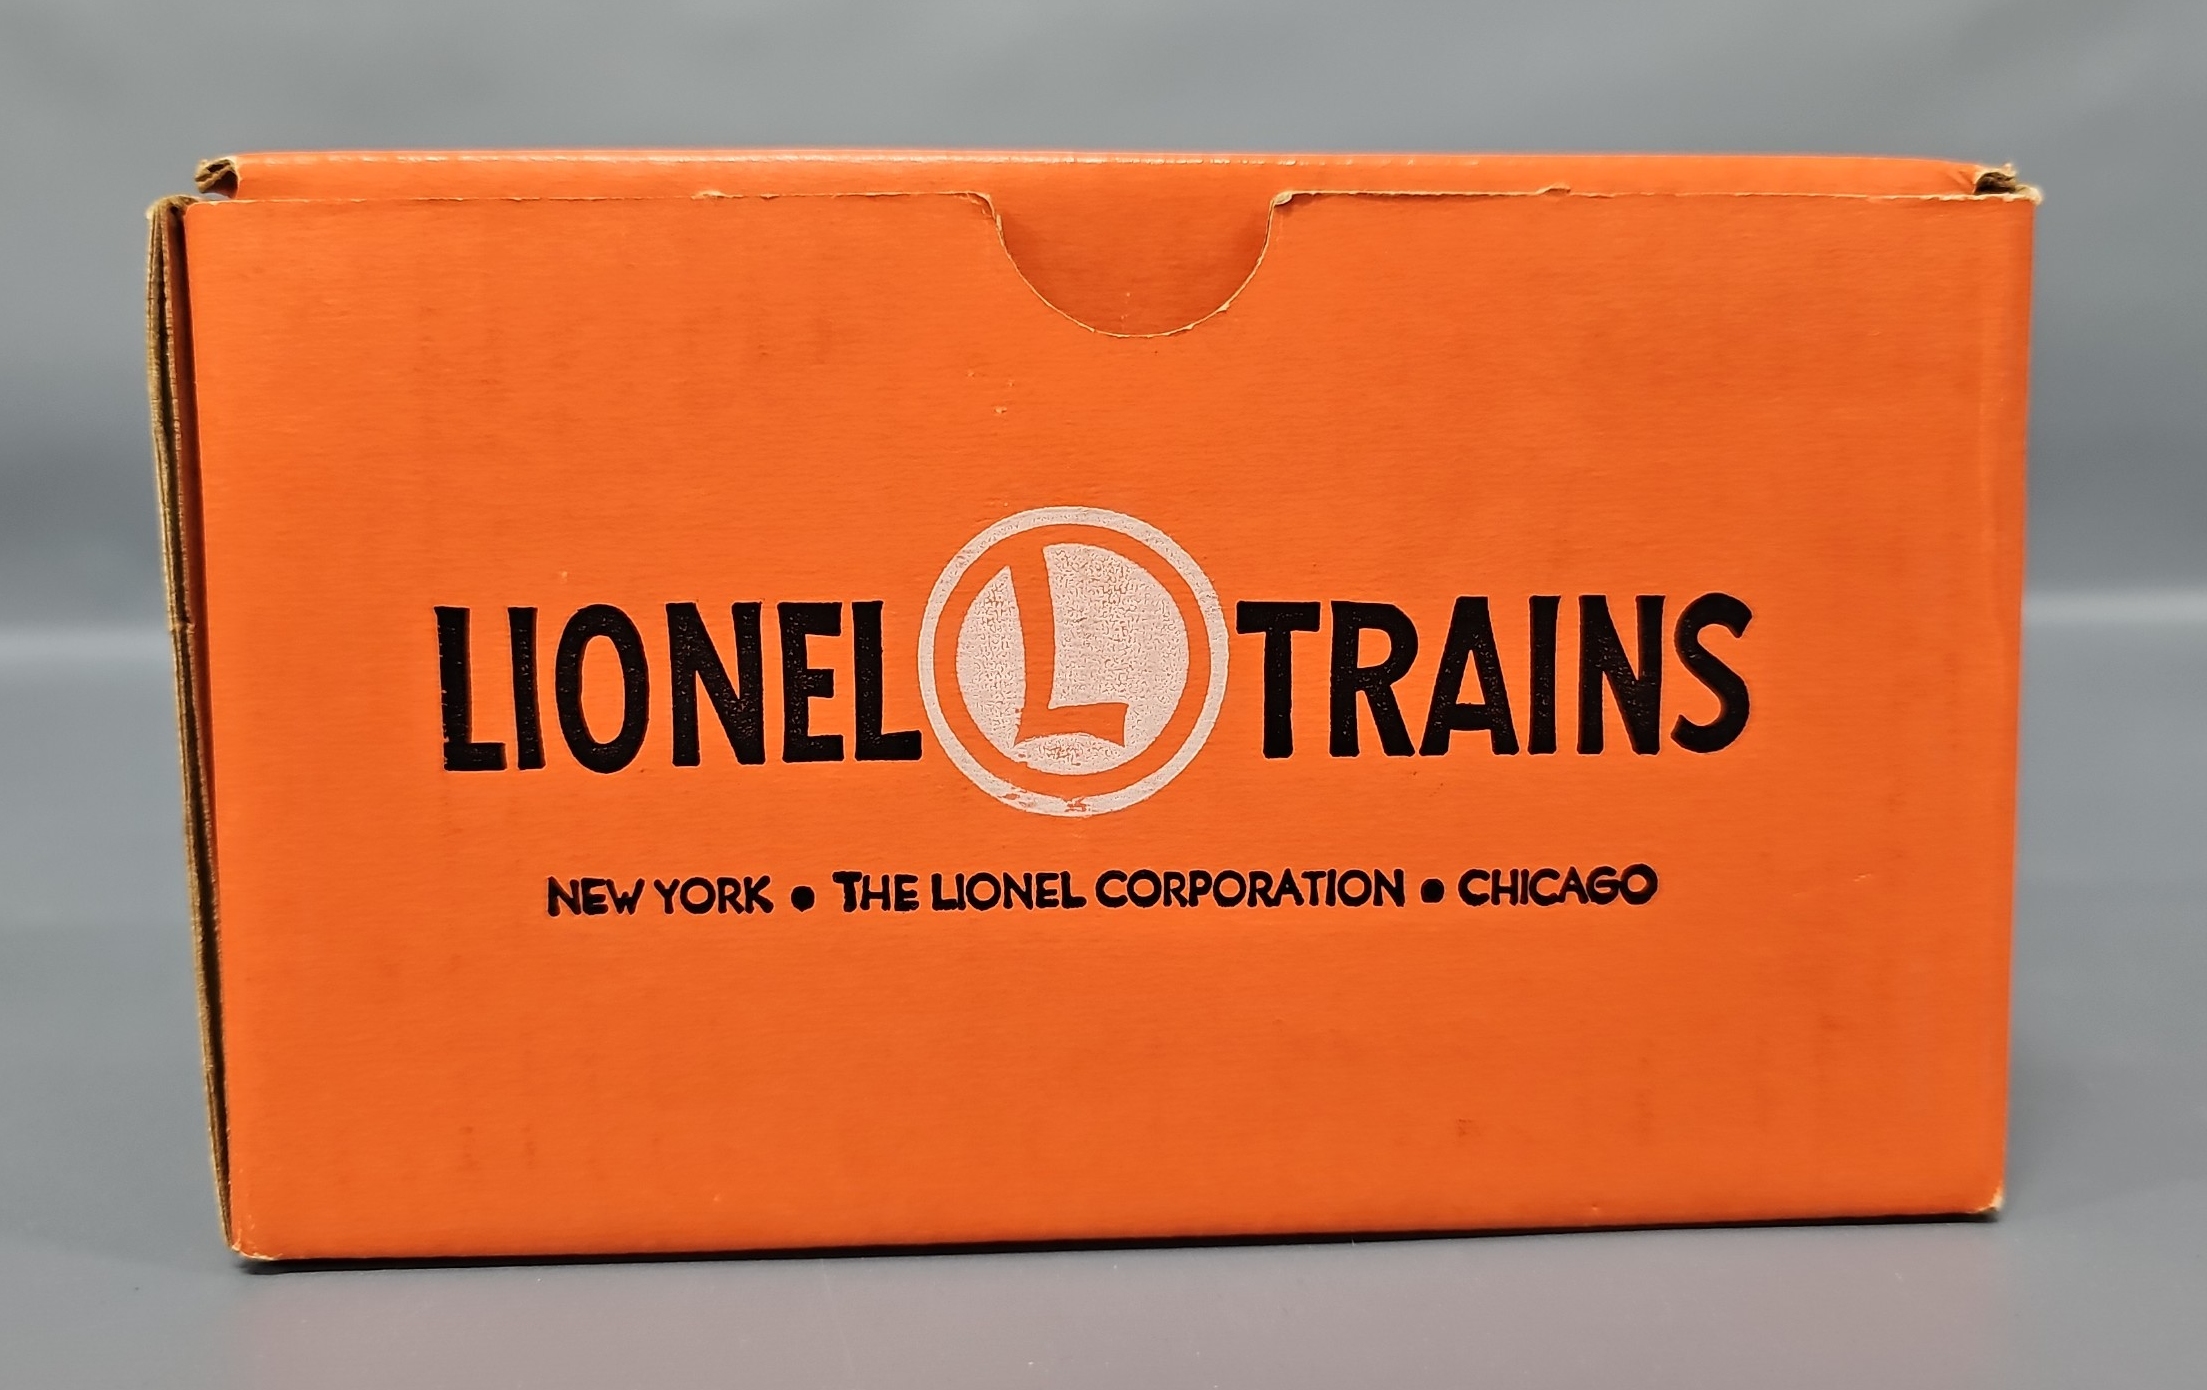 LIONEL L TRAINS
NEW YORK • THE LIONEL CORPORATION • CHICAGO